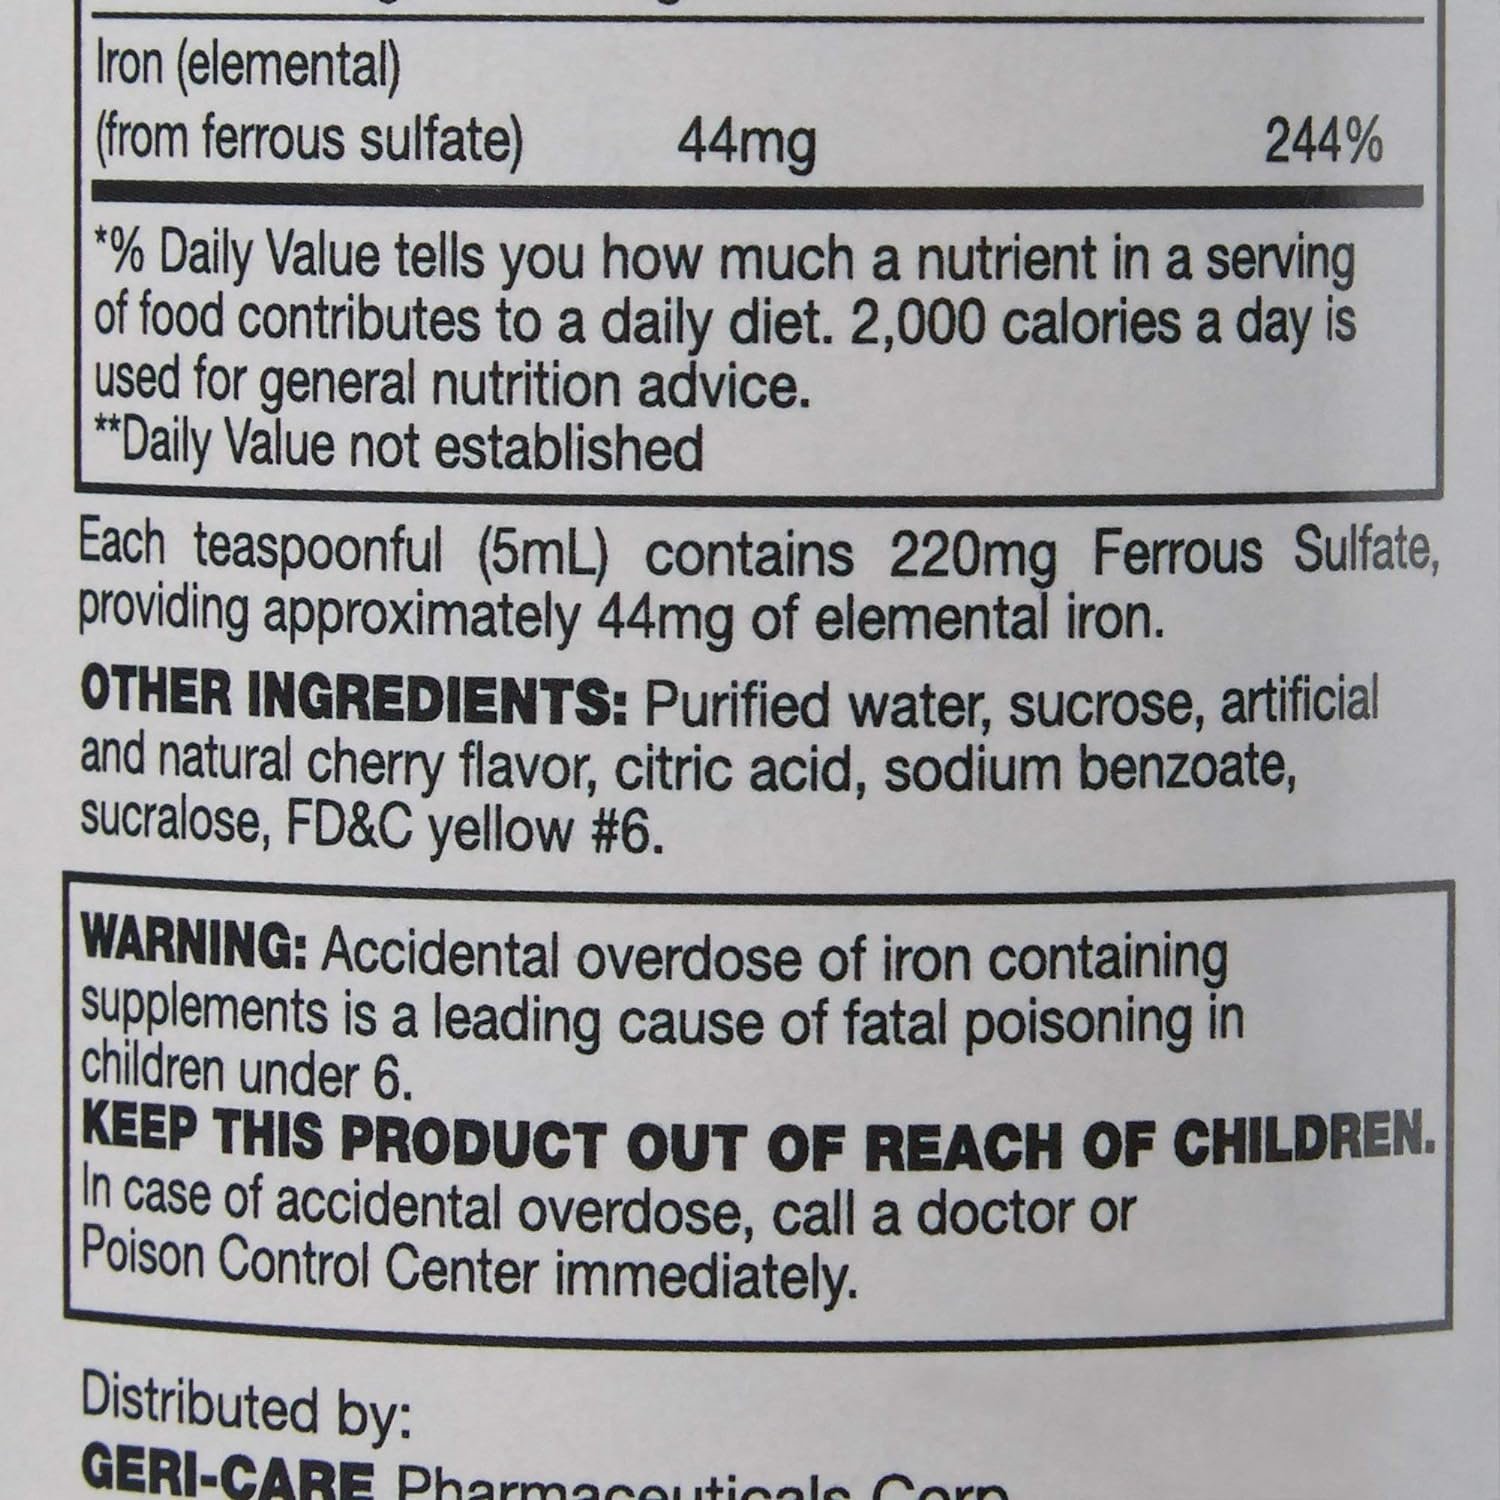 Iron (elemental)
(from ferrous sulfate) 44mg 244%
*% Daily Value tells you how much a nutrient in a serving
of food contributes to a daily diet. 2,000 calories a day is
used for general nutrition advice.
**Daily Value not established
Each teaspoonful (5mL) contains 220mg Ferrous Sulfate,
providing approximately 44mg of elemental iron.
OTHER INGREDIENTS: Purified water, sucrose, artificial
and natural cherry flavor, citric acid, sodium benzoate,
sucralose, FD&C yellow #6.
WARNING: Accidental overdose of iron containing
supplements is a leading cause of fatal poisoning in
children under 6.
KEEP THIS PRODUCT OUT OF REACH OF CHILDREN.
In case of accidental overdose, call a doctor or
Poison Control Center immediately.
Distributed by:
GERI-CARE Pharmaceuticals Corp